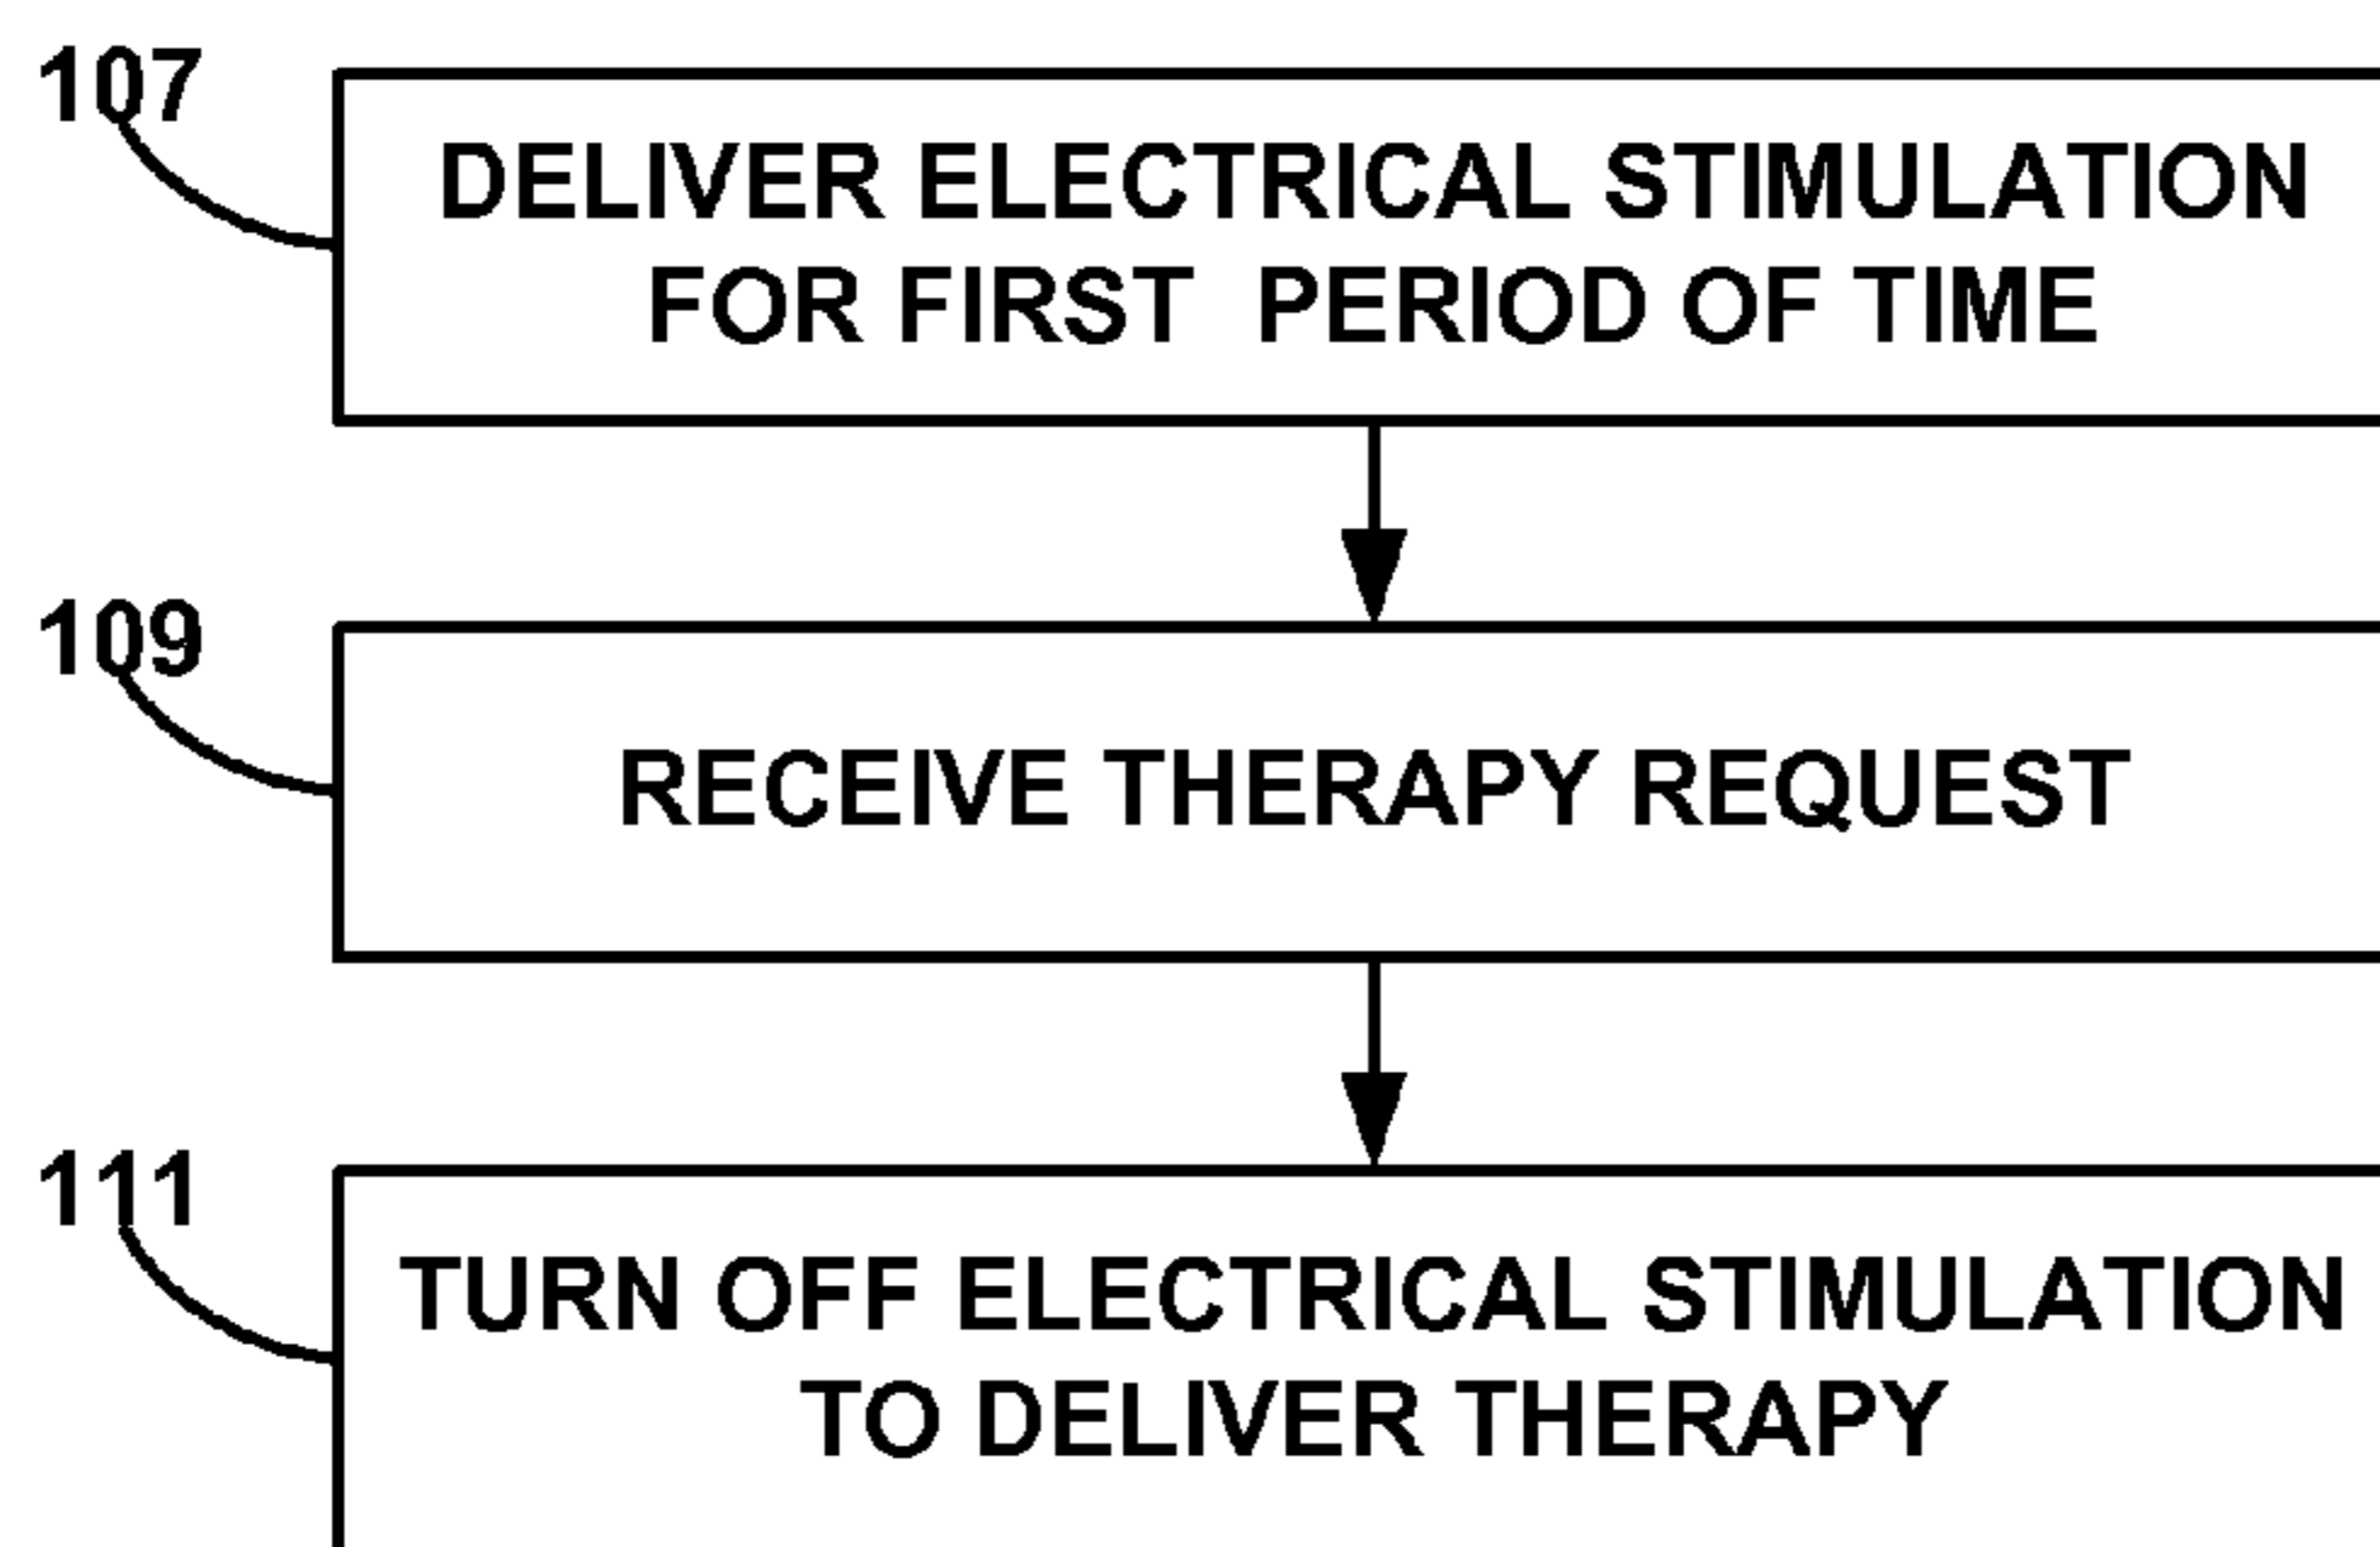 107
DELIVER ELECTRICAL STIMULATION
FOR FIRST PERIOD OF TIME
109
RECEIVE THERAPY REQUEST
111
TURN OFF ELECTRICAL STIMULATION
TO DELIVER THERAPY